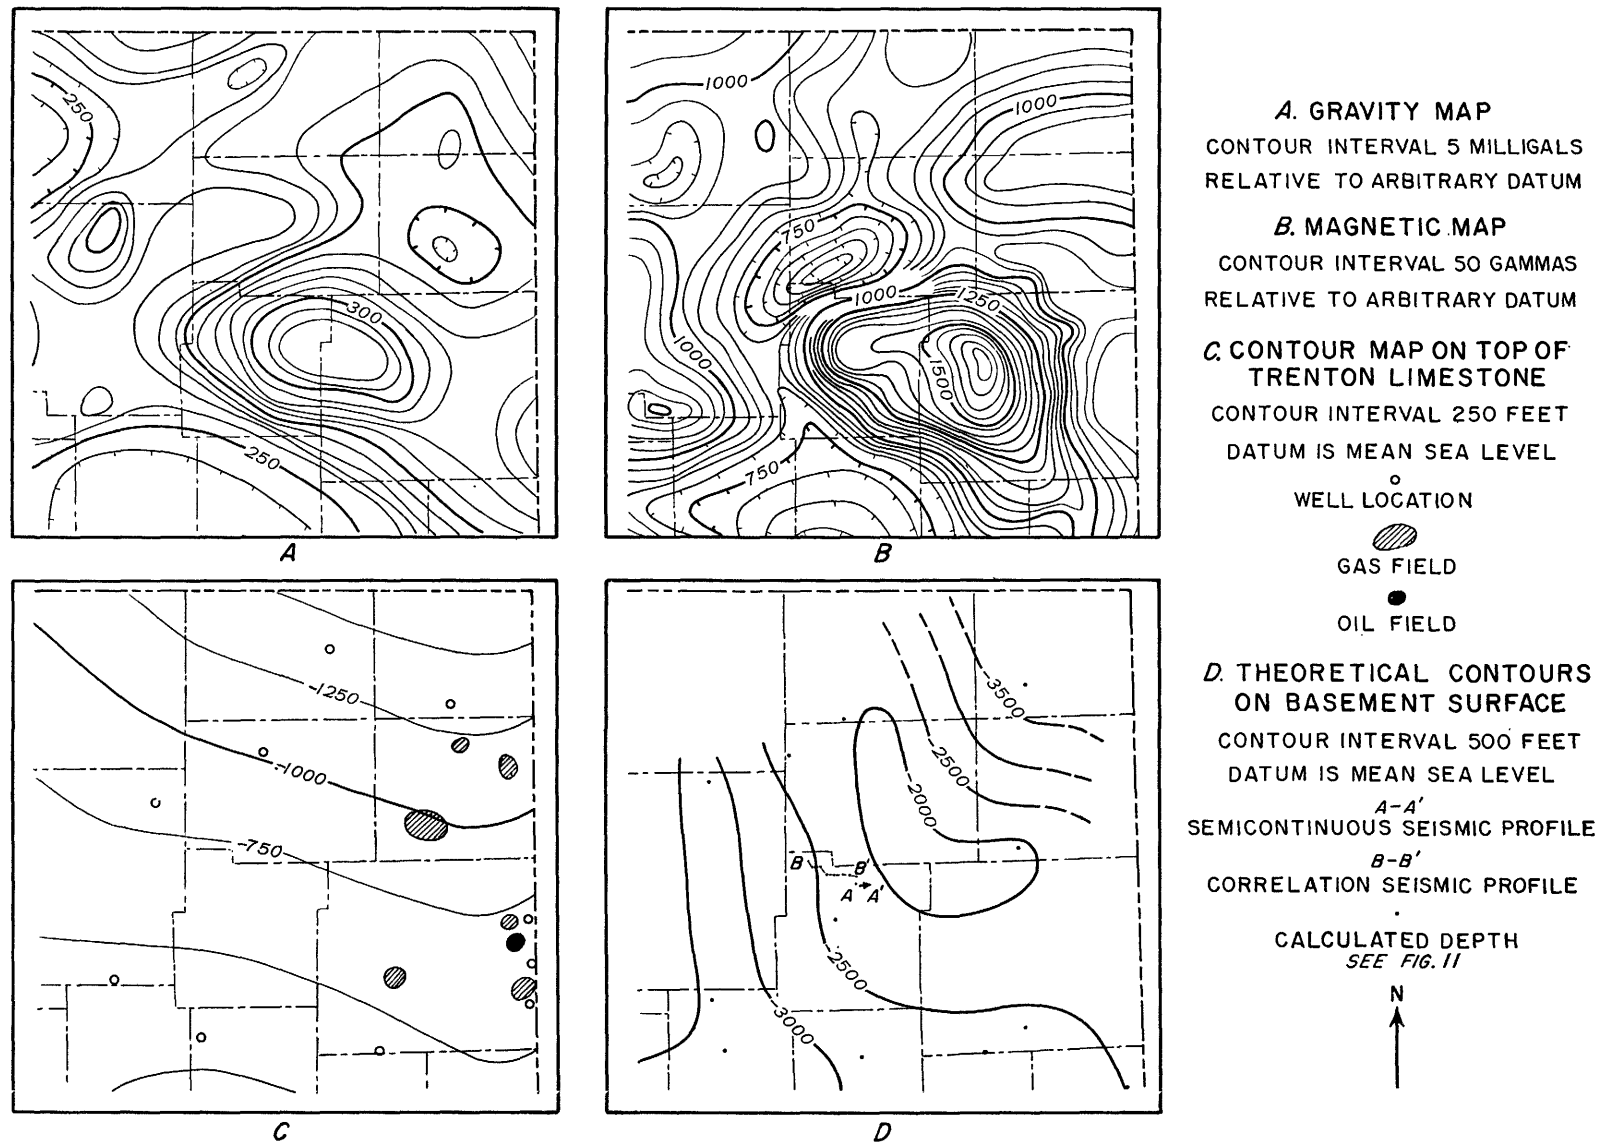 250
300
250
A
1000
1000
750
1000
1250
1000
1500
750
B
-1250
-1000
-750
C
-3500
-2500
-2000
B B'
A A'
-2500
-3000
D
A. GRAVITY MAP
CONTOUR INTERVAL 5 MILLIGALS
RELATIVE TO ARBITRARY DATUM
B. MAGNETIC MAP
CONTOUR INTERVAL 50 GAMMAS
RELATIVE TO ARBITRARY DATUM
C. CONTOUR MAP ON TOP OF
TRENTON LIMESTONE
CONTOUR INTERVAL 250 FEET
DATUM IS MEAN SEA LEVEL
WELL LOCATION
GAS FIELD
OIL FIELD
D. THEORETICAL CONTOURS
ON BASEMENT SURFACE
CONTOUR INTERVAL 500 FEET
DATUM IS MEAN SEA LEVEL
A-A'
SEMICONTINUOUS SEISMIC PROFILE
B-B'
CORRELATION SEISMIC PROFILE
CALCULATED DEPTH
SEE FIG. 11
N